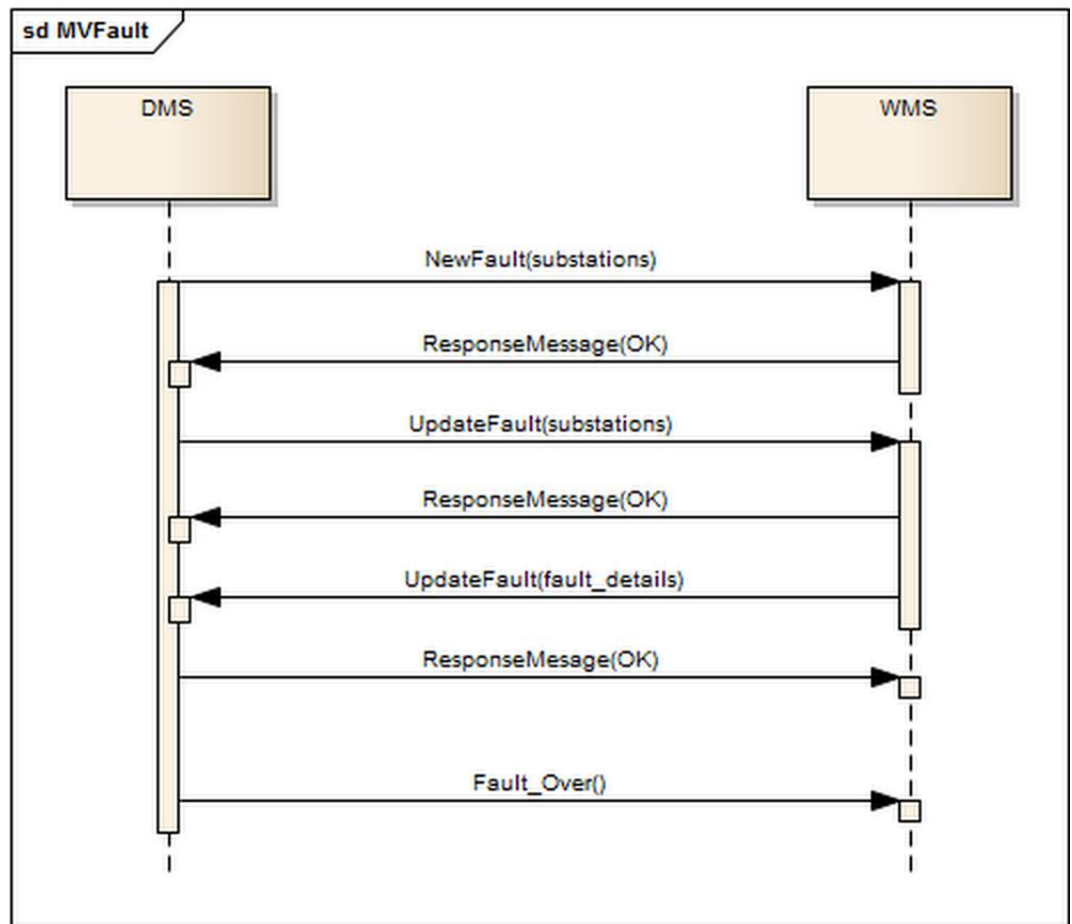 sd MVFault
DMS
WMS
NewFault(substations)
ResponseMessage(OK)
UpdateFault(substations)
ResponseMessage(OK)
UpdateFault(fault_details)
ResponseMesage(OK)
Fault_Over()